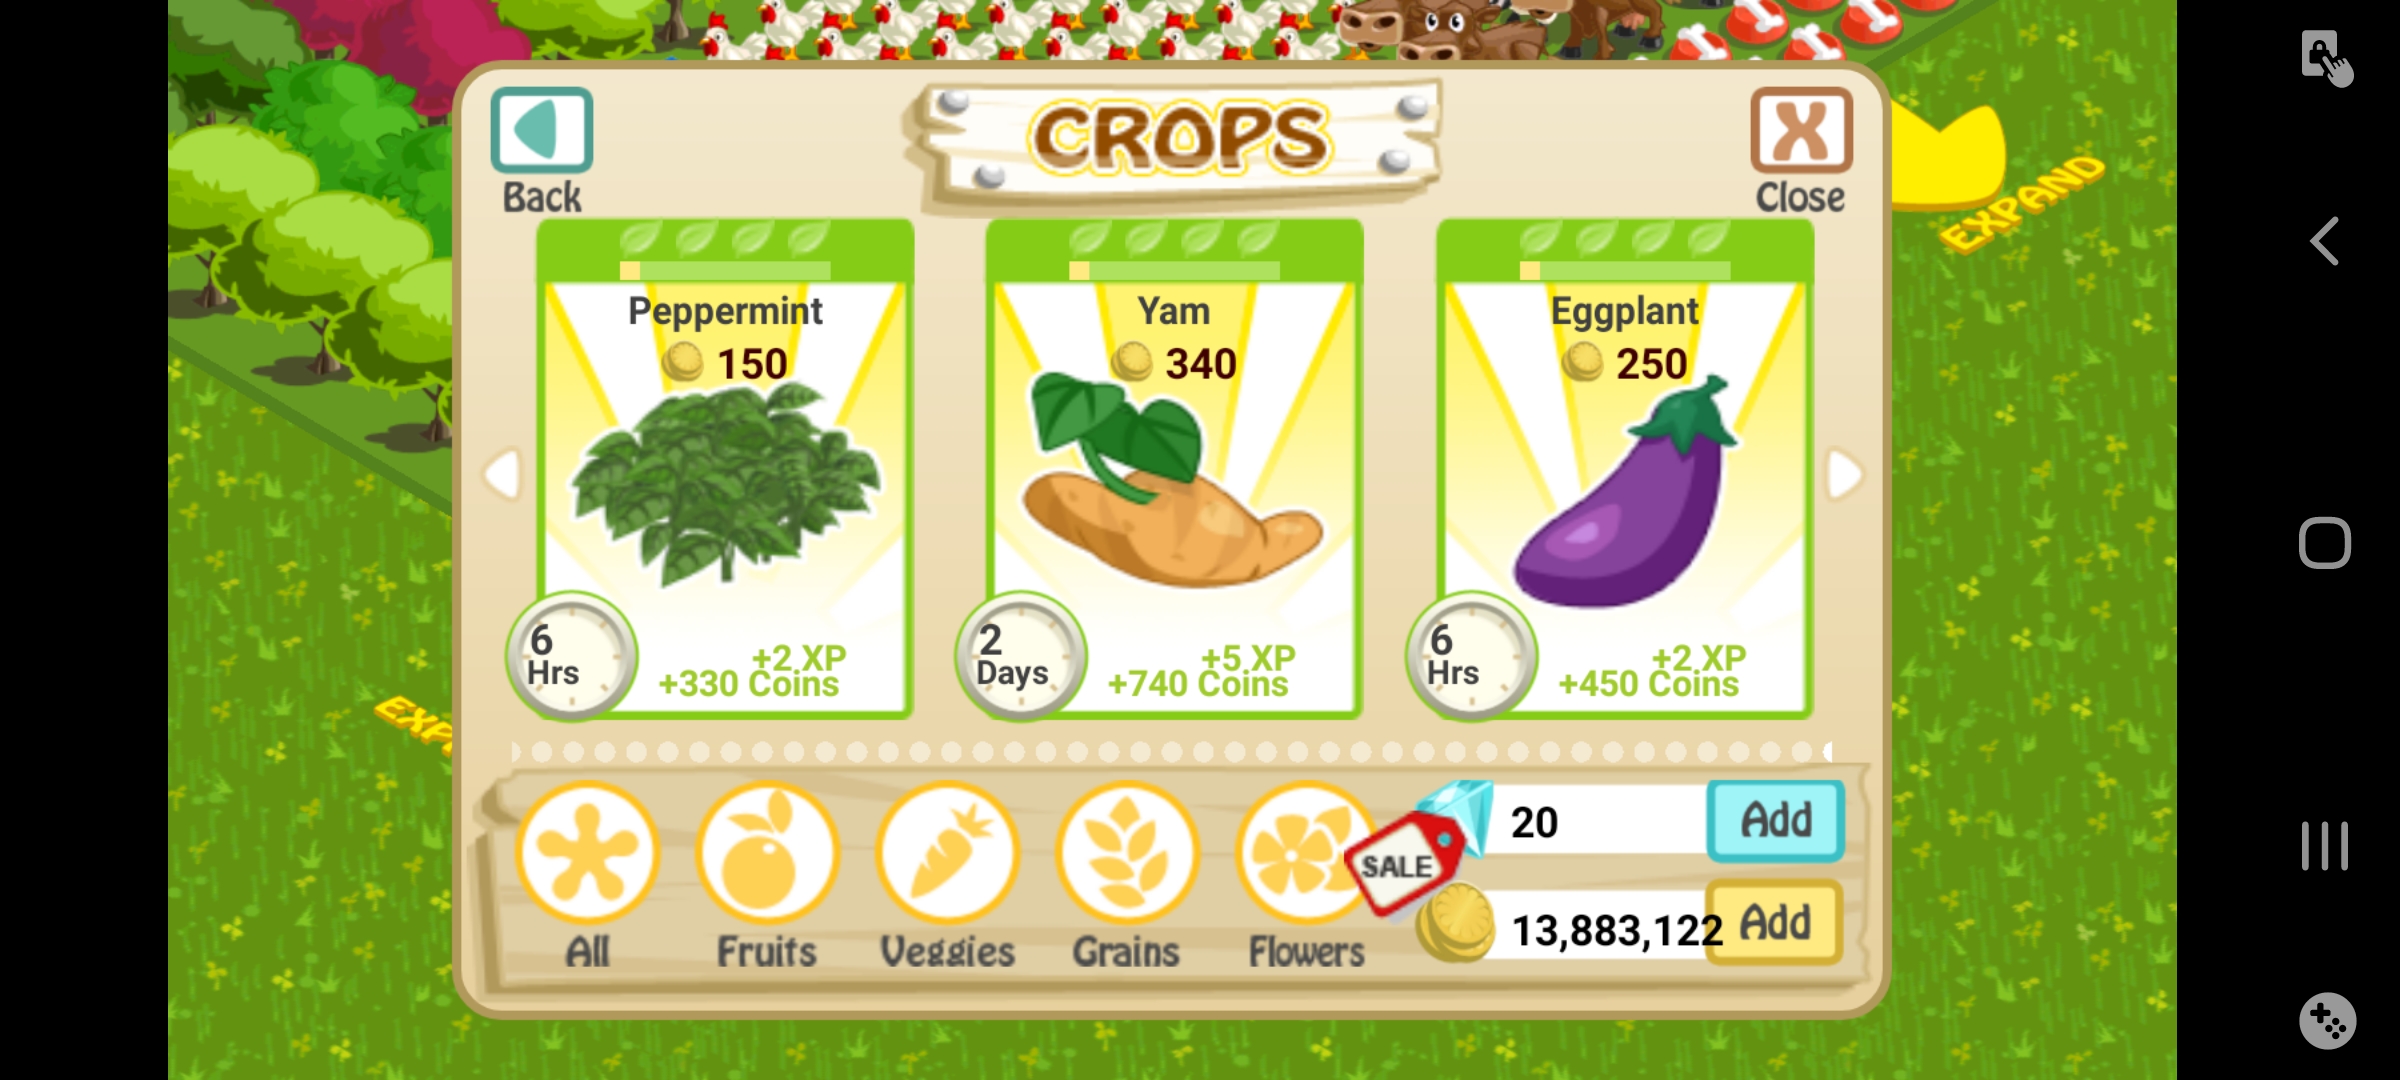 CROPS
Back
Close
EXPAND
Peppermint
150
6
Hrs
+2 XP
+330 Coins
Yam
340
2
Days
+5 XP
+740 Coins
Eggplant
250
6
Hrs
+2 XP
+450 Coins
EXP
All
Fruits
Veggies
Grains
Flowers
SALE
20
Add
13,883,122
Add